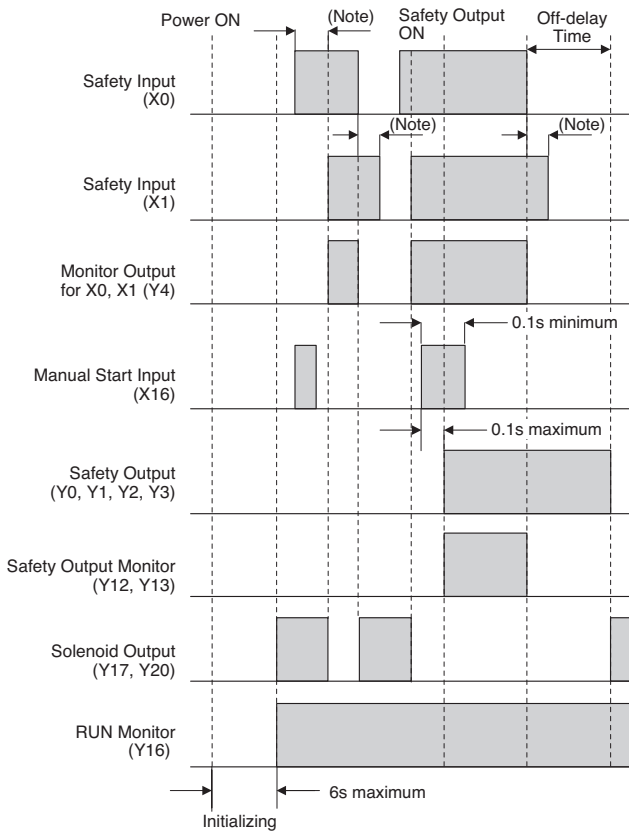 Power ON
(Note)
Safety Output
ON
Off-delay
Time
Safety Input
(X0)
(Note)
(Note)
Safety Input
(X1)
Monitor Output
for X0, X1 (Y4)
0.1s minimum
Manual Start Input
(X16)
0.1s maximum
Safety Output
(Y0, Y1, Y2, Y3)
Safety Output Monitor
(Y12, Y13)
Solenoid Output
(Y17, Y20)
RUN Monitor
(Y16)
6s maximum
Initializing